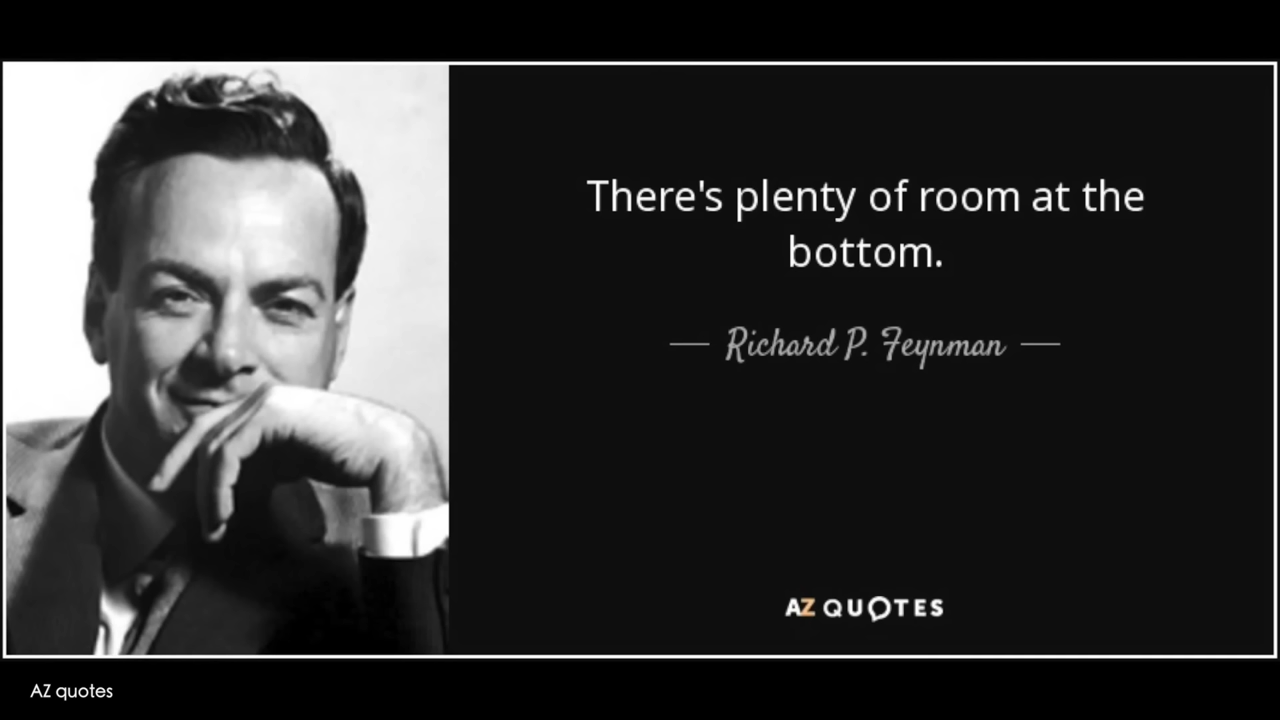 There's plenty of room at the
bottom.
— Richard P. Feynman —
AZ QUOTES
AZ quotes